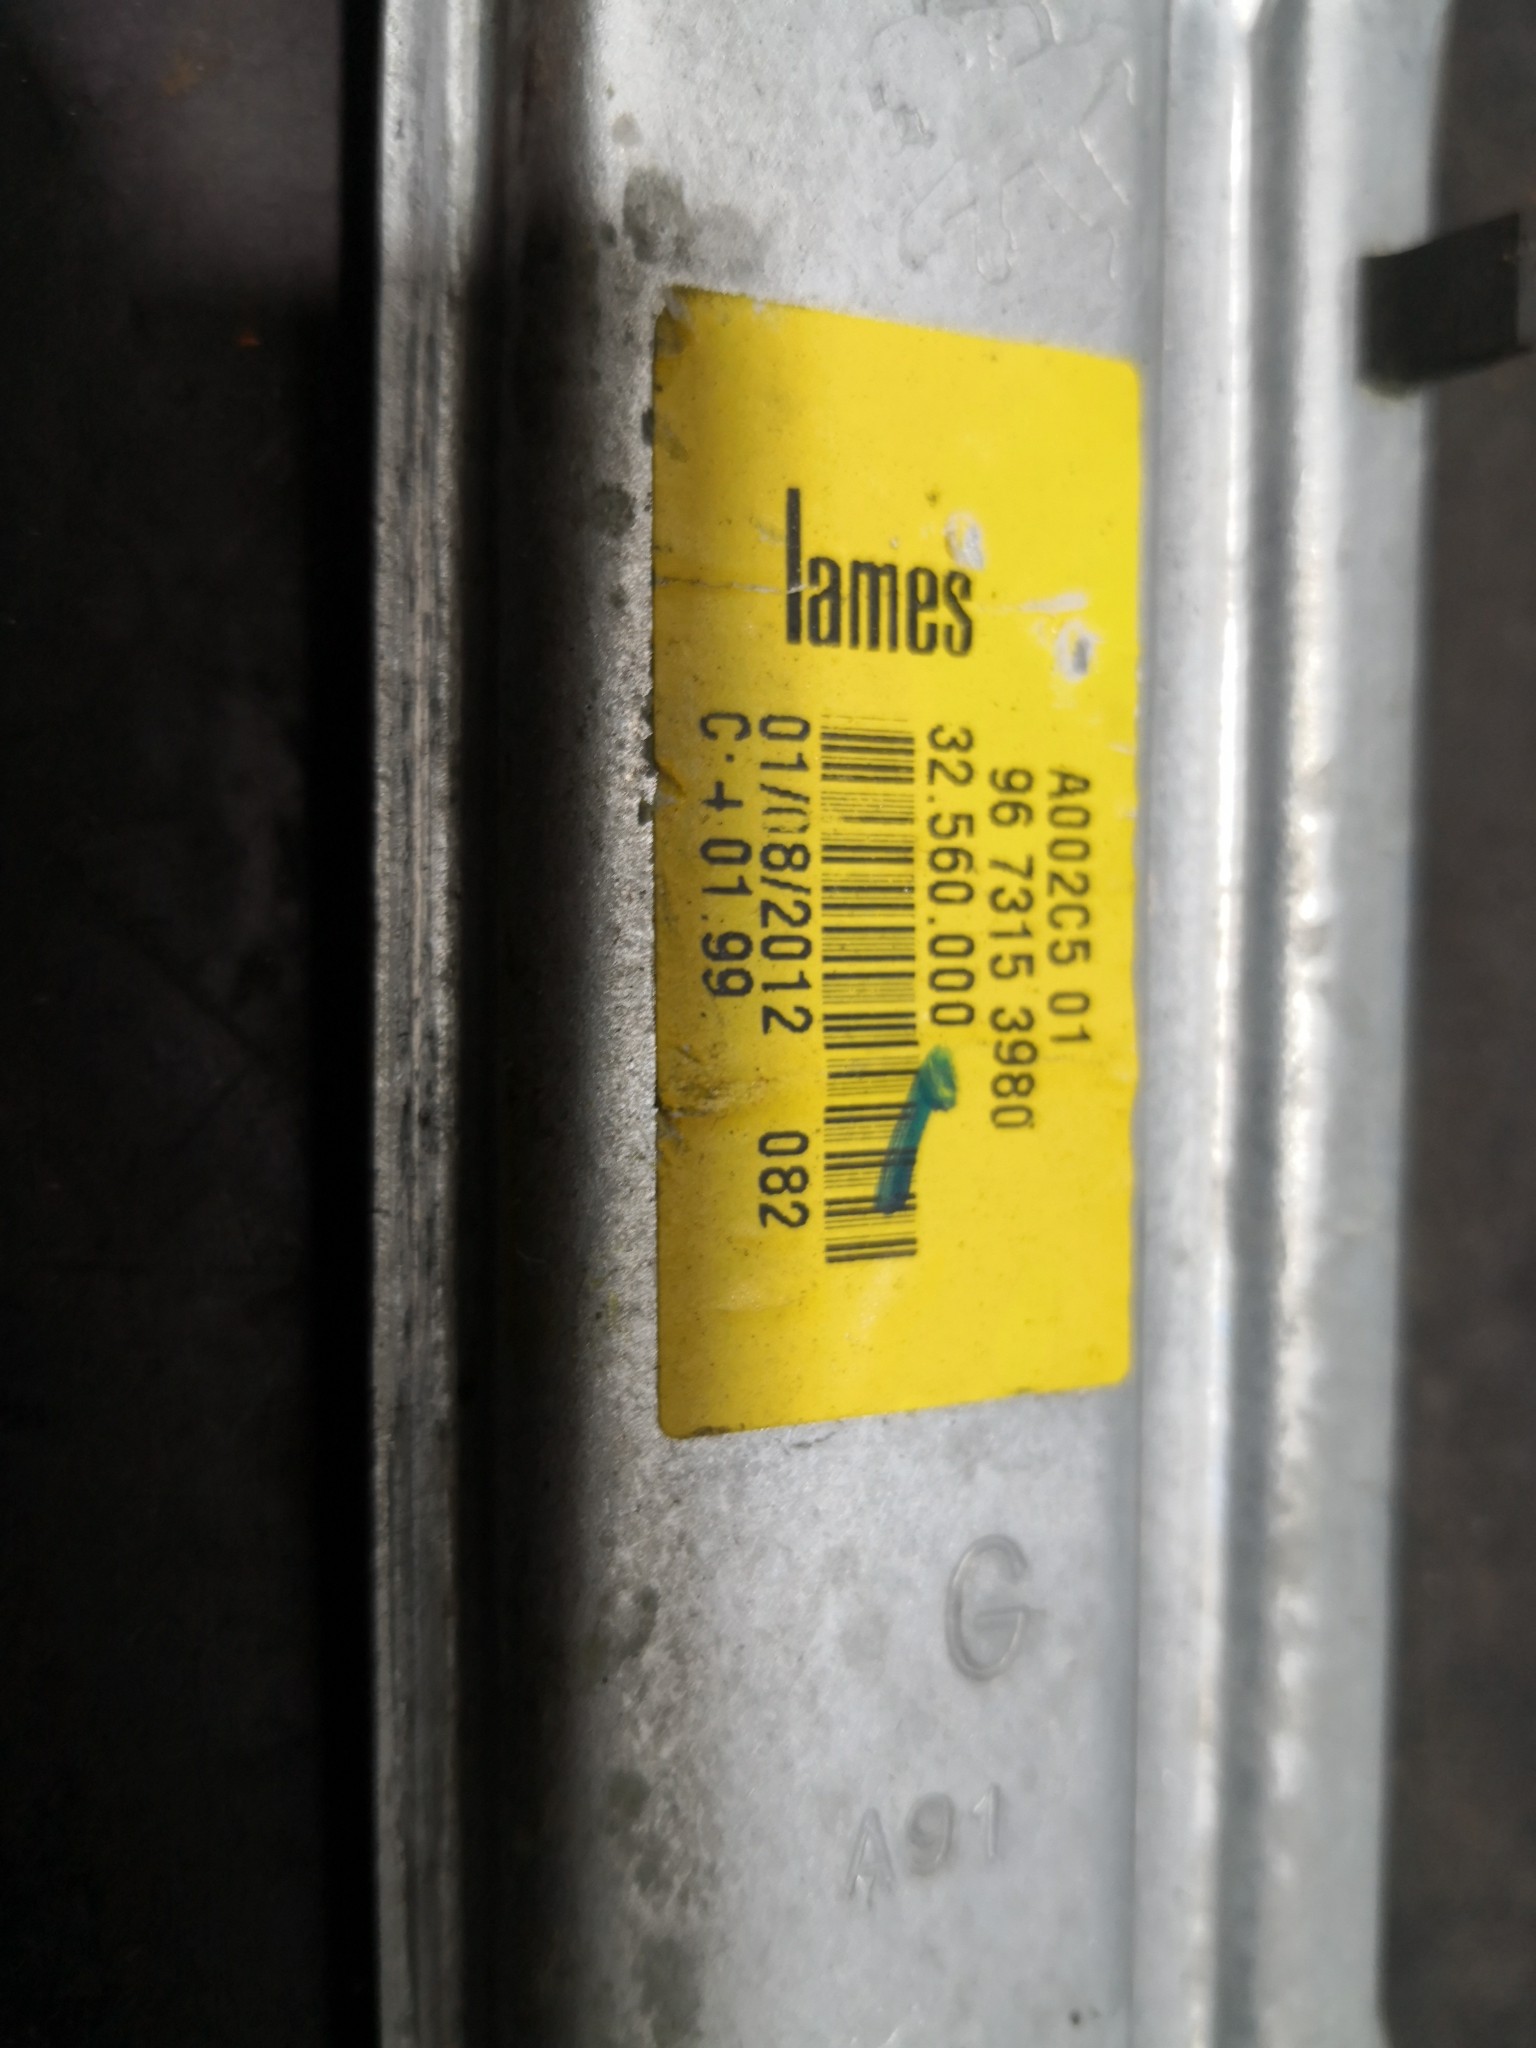 lames
A002C5 01
96 7315 3980
32.560.000
01/08/2012 082
C.+ 01.99
G
A91